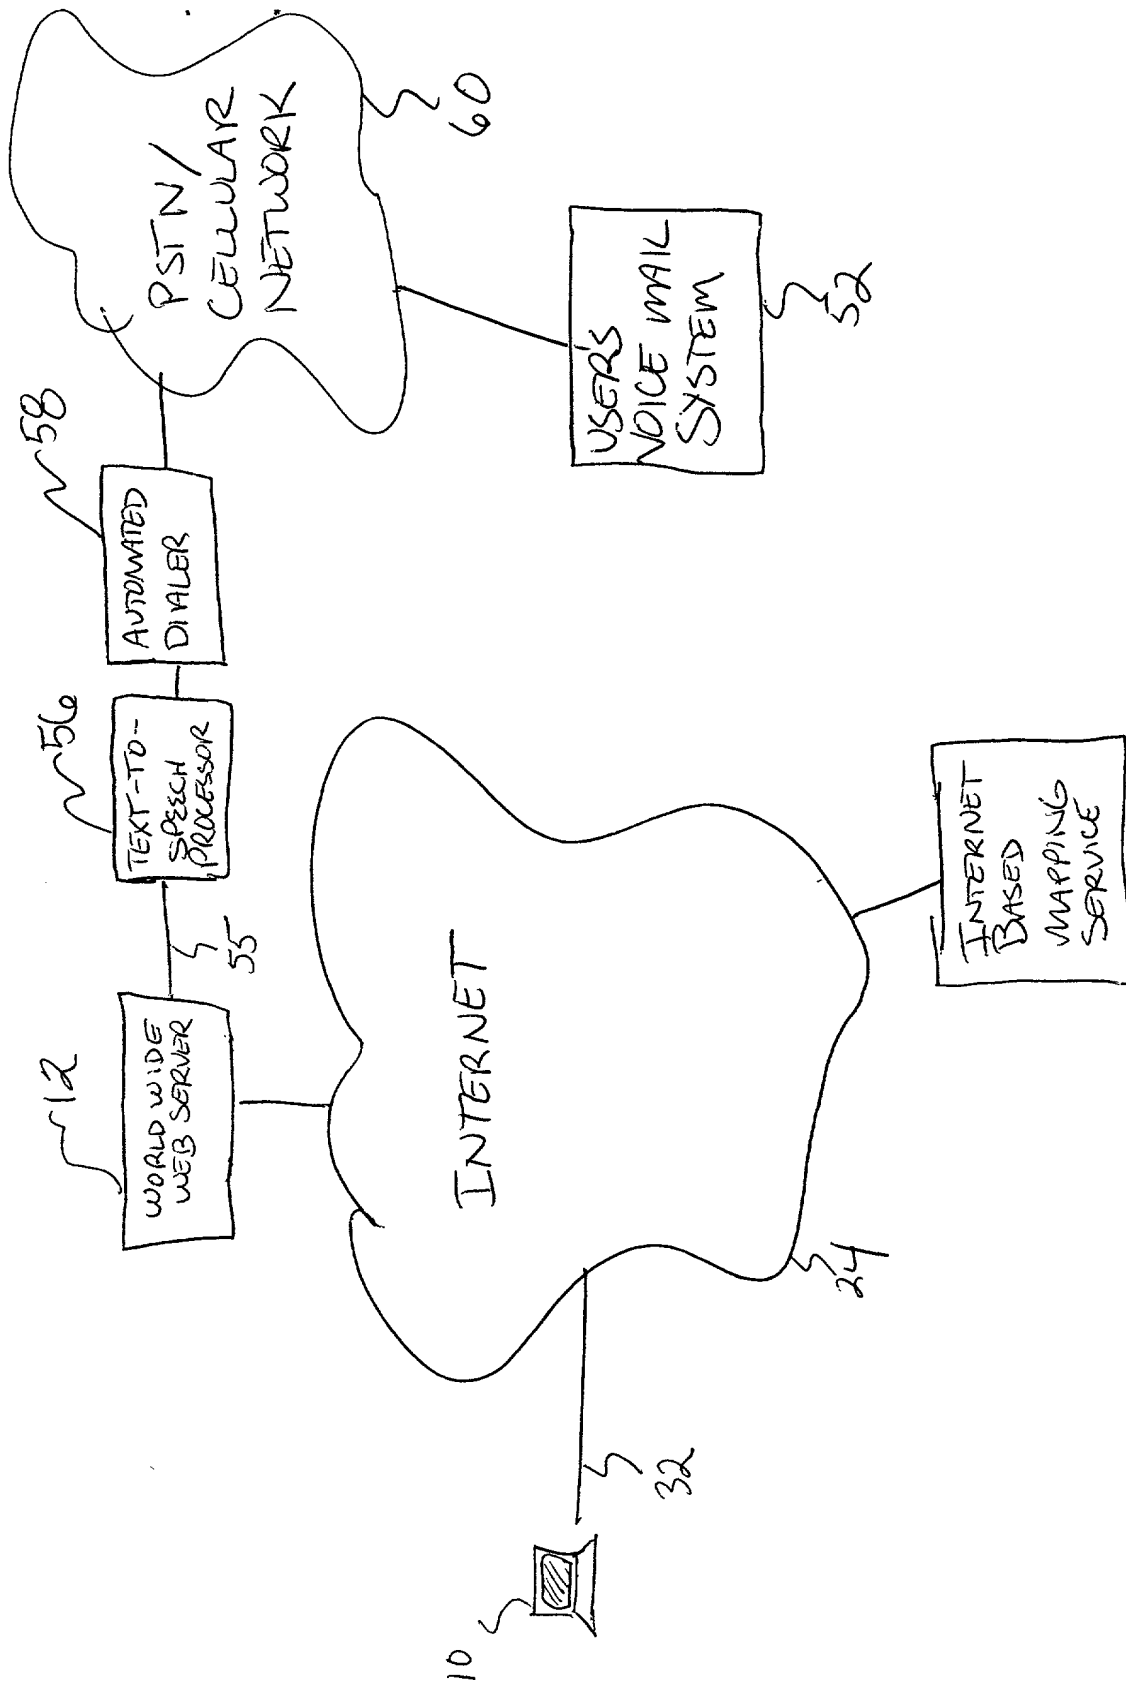 12
WORLD WIDE
WEB SERVER
55
56
TEXT-TO-
SPEECH
PROCESSOR
58
AUTOMATED
DIALER
PSTN/
CELLULAR
NETWORK
60
USERS
VOICE MAIL
SYSTEM
52
INTERNET
24
10
32
INTERNET
BASED
MAPPING
SERVICE